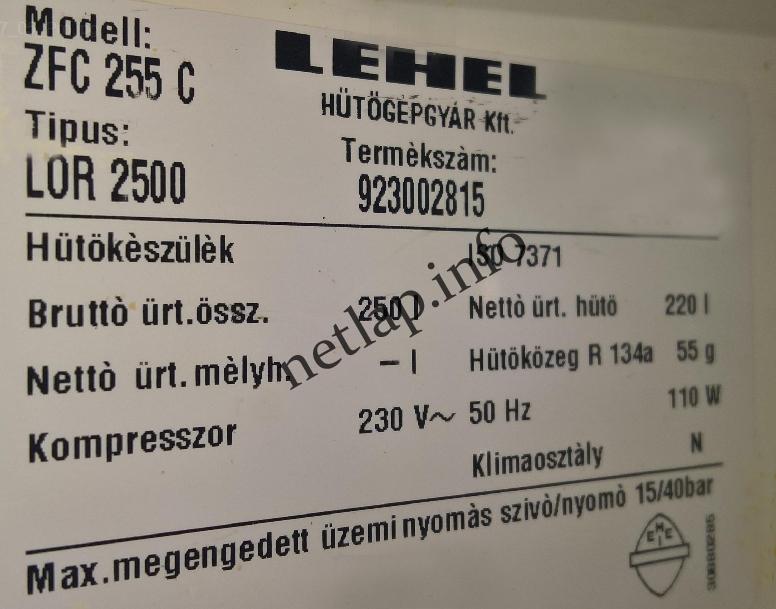 Modell:
ZFC 255 C
Tipus:
LOR 2500
LEHEL
HÜTÖGÉPGYÁR Kft.
Termèkszàm:
923002815
Hütökèszülèk
ISO 7371
Bruttò ürt.össz. 250 l
Nettò ürt. hütö 220 l
Nettò ürt.mèlyh. – l
Hütöközeg R 134a 55 g
Kompresszor 230 V~ 50 Hz 110 W
Klimaosztàly N
Max.megengedett üzemi nyomàs szivò/nyomò 15/40bar
MEEI
netlap.info